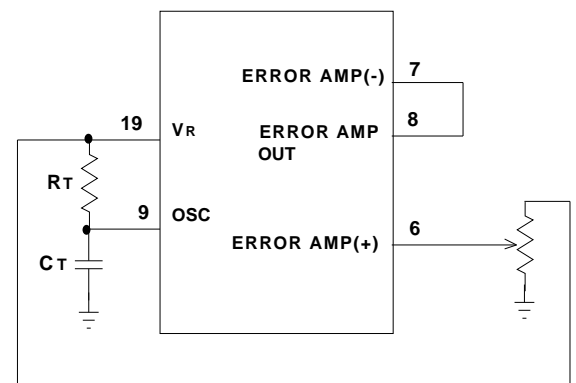 ERROR AMP(-)
7
19
VR
ERROR AMP
OUT
8
RT
9
OSC
ERROR AMP(+)
6
CT